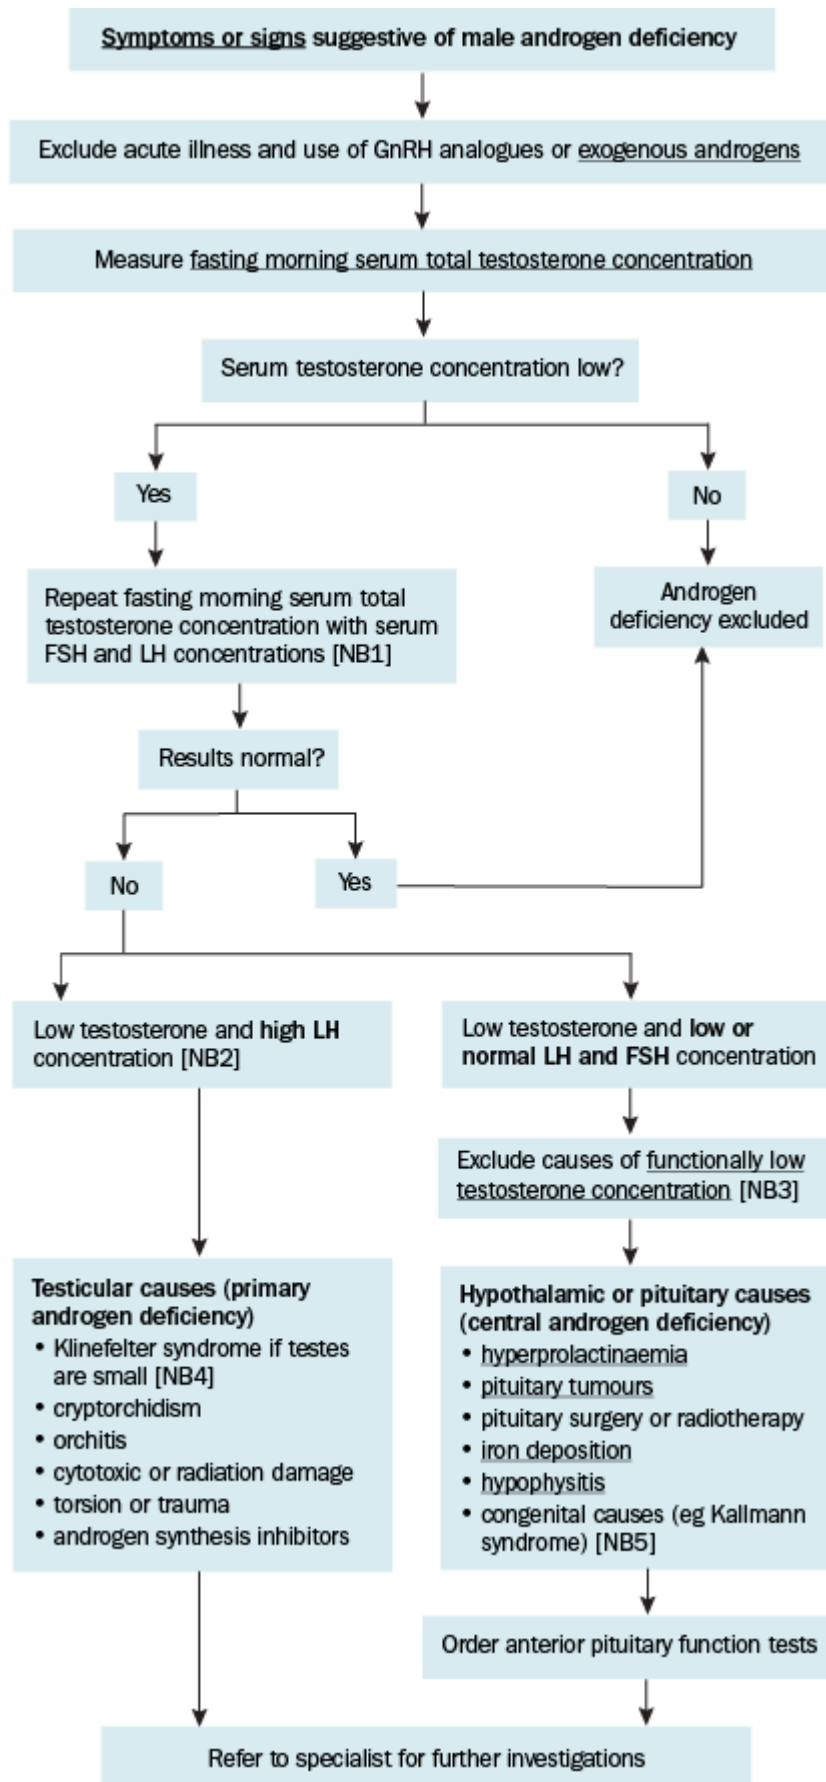 Symptoms or signs suggestive of male androgen deficiency
Exclude acute illness and use of GnRH analogues or exogenous androgens
Measure fasting morning serum total testosterone concentration
Serum testosterone concentration low?
Yes
No
Repeat fasting morning serum total
testosterone concentration with serum
FSH and LH concentrations [NB1]
Androgen
deficiency excluded
Results normal?
No
Yes
Low testosterone and high LH
concentration [NB2]
Low testosterone and low or
normal LH and FSH concentration
Exclude causes of functionally low
testosterone concentration [NB3]
Testicular causes (primary
androgen deficiency)
• Klinefelter syndrome if testes
are small [NB4]
• cryptorchidism
• orchitis
• cytotoxic or radiation damage
• torsion or trauma
• androgen synthesis inhibitors
Hypothalamic or pituitary causes
(central androgen deficiency)
• hyperprolactinaemia
• pituitary tumours
• pituitary surgery or radiotherapy
• iron deposition
• hypophysitis
• congenital causes (eg Kallmann
syndrome) [NB5]
Order anterior pituitary function tests
Refer to specialist for further investigations